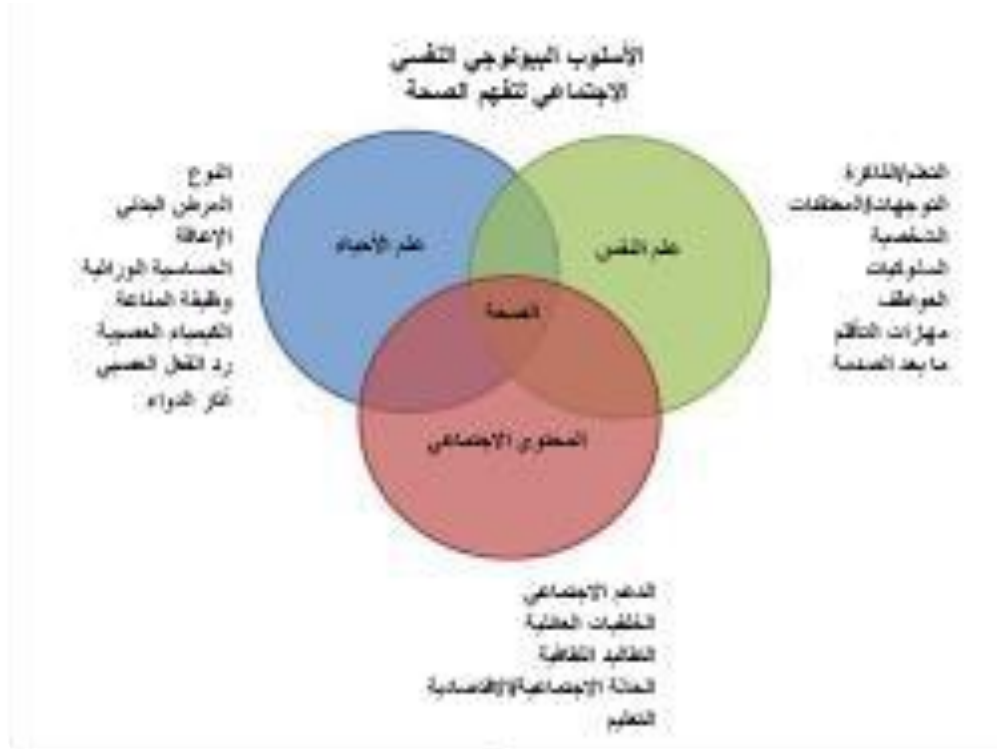 الأسلوب البيولوجي النفسي
الاجتماعي لتفهم الصحة
علم الأحياء
علم النفس
الصحة
المحتوى الاجتماعي
النوع
المرض البدني
الإعاقة
الحساسية الوراثية
وظيفة المناعة
الكيمياء العصبية
رد الفعل العصبي
أثار الدواء
التعلم/الذاكرة
التوجهات/المعتقدات
الشخصية
السلوكيات
العواطف
مهارات التأقلم
ما بعد الصدمة
الدعم الاجتماعي
الخلفيات العائلية
التقاليد الثقافية
الحالة الاجتماعية/الاقتصادية
التعليم